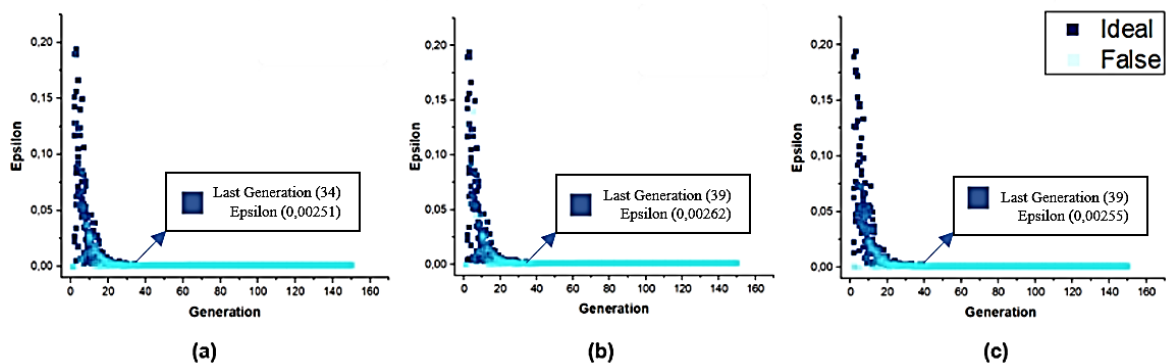 Ideal
False
0,20
0,15
0,10
0,05
0,00
Epsilon
Last Generation (34)
Epsilon (0,00251)
0 20 40 60 80 100 120 140 160
Generation
(a)
0,20
0,15
0,10
0,05
0,00
Epsilon
Last Generation (39)
Epsilon (0,00262)
0 20 40 60 80 100 120 140 160
Generation
(b)
0,20
0,15
0,10
0,05
0,00
Epsilon
Last Generation (39)
Epsilon (0,00255)
0 20 40 60 80 100 120 140 160
Generation
(c)